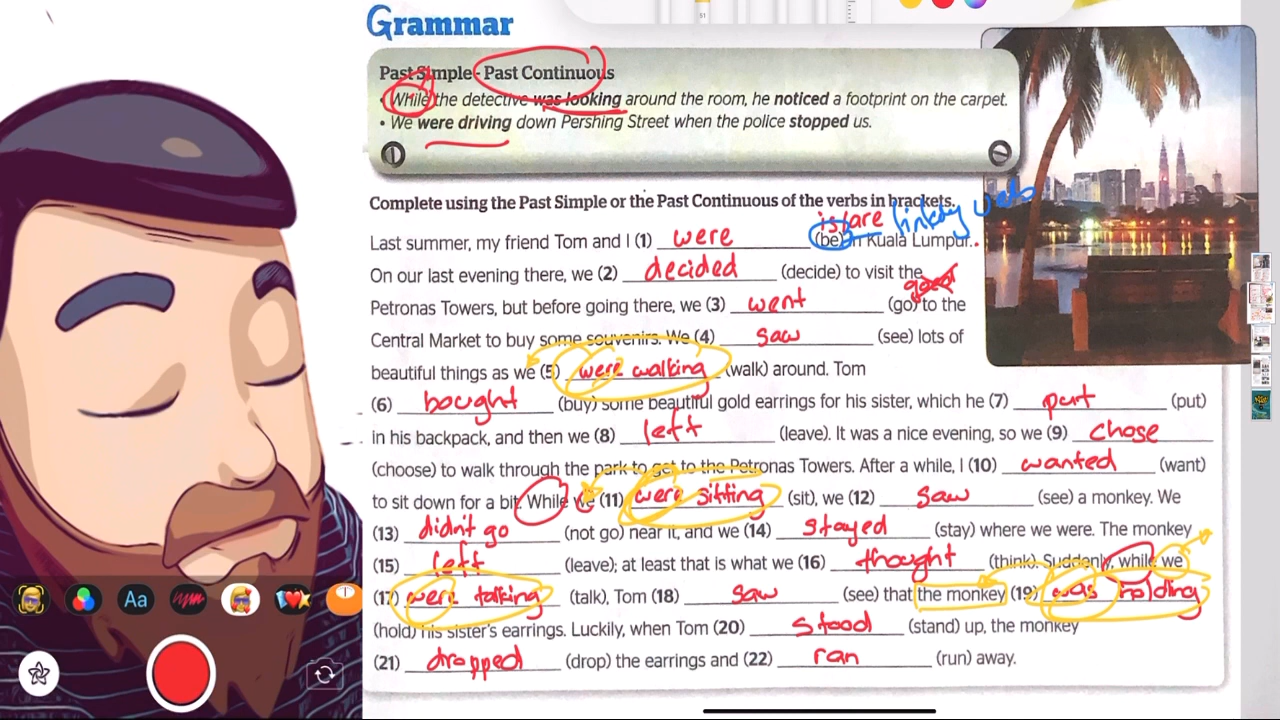 Grammar
Past Simple - Past Continuous
• While the detective was looking around the room, he noticed a footprint on the carpet.
• We were driving down Pershing Street when the police stopped us.
Complete using the Past Simple or the Past Continuous of the verbs in brackets.
is/are linking verbs
Last summer, my friend Tom and I (1) were (be) in Kuala Lumpur.
On our last evening there, we (2) decided (decide) to visit the
Petronas Towers, but before going there, we (3) went (go) to the
Central Market to buy some souvenirs. We (4) saw (see) lots of
beautiful things as we (5) were walking (walk) around. Tom
(6) bought (buy) some beautiful gold earrings for his sister, which he (7) put (put)
in his backpack, and then we (8) left (leave). It was a nice evening, so we (9) chose
(choose) to walk through the park to get to the Petronas Towers. After a while, I (10) wanted (want)
to sit down for a bit. While we (11) were sitting (sit), we (12) saw (see) a monkey. We
(13) didn't go (not go) near it, and we (14) stayed (stay) where we were. The monkey
(15) left (leave); at least that is what we (16) thought (think). Suddenly, while we
(17) were talking (talk), Tom (18) saw (see) that the monkey (19) was holding
(hold) his sister's earrings. Luckily, when Tom (20) stood (stand) up, the monkey
(21) dropped (drop) the earrings and (22) ran (run) away.
Aa